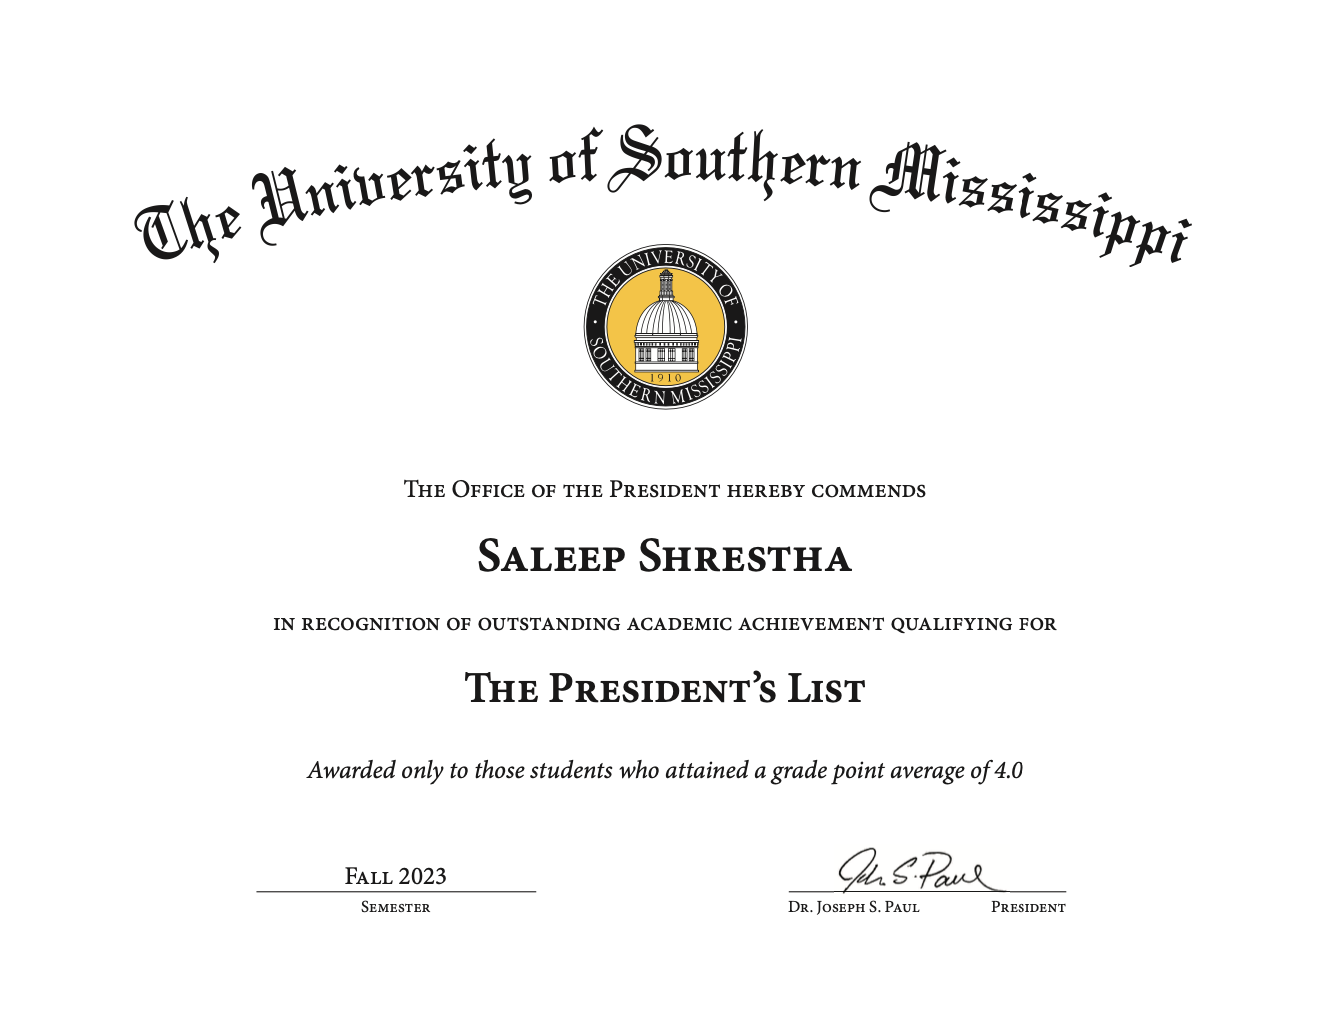 The University of Southern Mississippi
THE UNIVERSITY OF
1910
SOUTHERN MISSISSIPPI
The Office of the President hereby commends
Saleep Shrestha
in recognition of outstanding academic achievement qualifying for
The President's List
Awarded only to those students who attained a grade point average of 4.0
Fall 2023
Semester
Joe S. Paul
Dr. Joseph S. Paul President